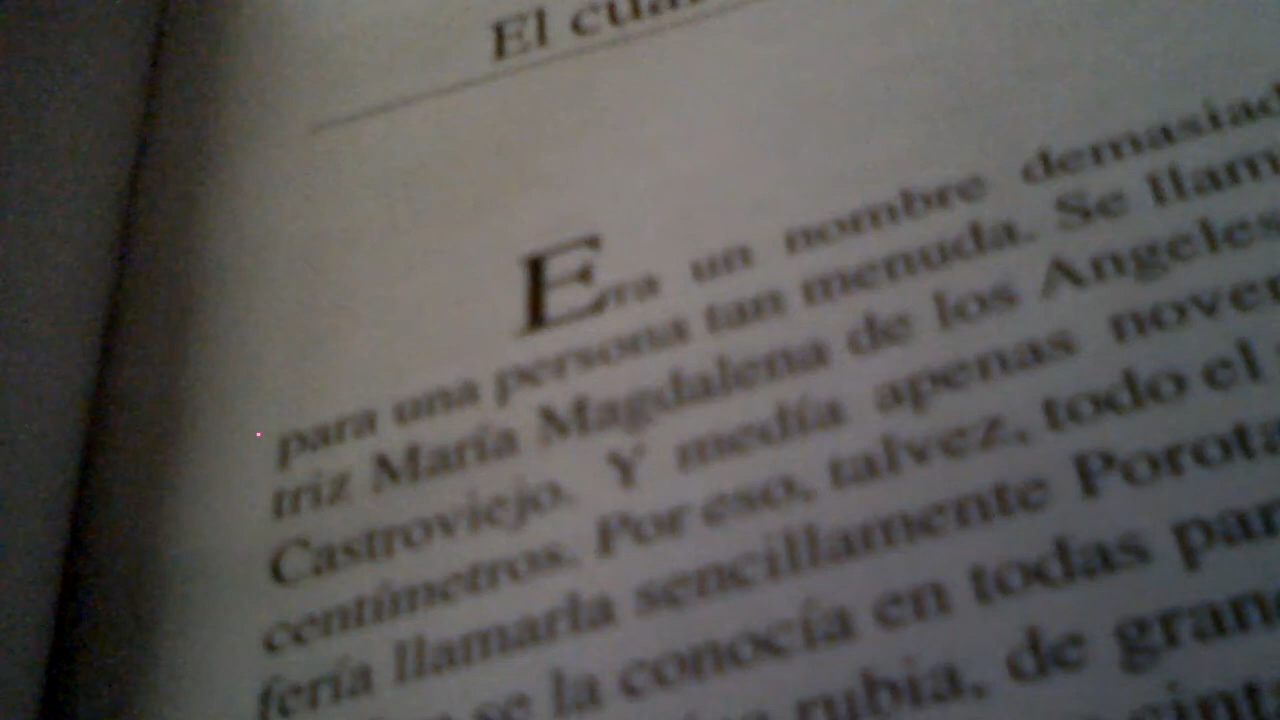 El cua
Era un nombre demasiad
para una persona tan menuda. Se llam
triz María Magdalena de los Angeles
Castroviejo. Y medía apenas noven
centímetros. Por eso, talvez, todo el
fería llamarla sencillamente Porota
se la conocía en todas par
rubia, de gran
cinta